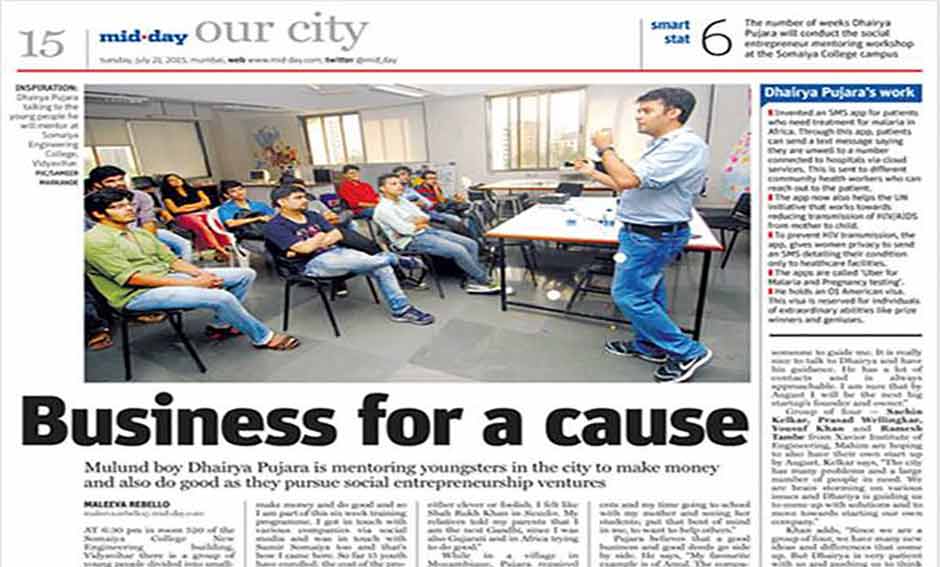 15
mid-day our city
tuesday, july 21, 2015, mumbai, web www.mid-day.com, twitter @mid_day
smart
stat
6
The number of weeks Dhairya
Pujara will conduct the social
entrepreneur mentoring workshop
at the Somaiya College campus
INSPIRATION:
Dhairya Pujara
talking to the
young people he
will mentor at
Somaiya
Engineering
College,
Vidyavihar.
PIC/SAMEER
MARKANDE
Dhairya Pujara's work
Invented an SMS app for patients
who need treatment for malaria in
Africa. Through this app, patients
can send a text message saying
they are unwell to a number
connected to hospitals via cloud
services. This is sent to different
community health workers who can
reach out to the patient.
The app now also helps the UN
initiative that works towards
reducing transmission of HIV/AIDS
from mother to child.
To prevent HIV transmission, the
app, gives women privacy to send
an SMS detailing their condition
only to healthcare facilities.
The apps are called 'Uber for
Malaria and Pregnancy testing'.
He holds an O1 American visa.
This visa is reserved for individuals
of extraordinary abilities like prize
winners and geniuses.
Business for a cause
Mulund boy Dhairya Pujara is mentoring youngsters in the city to make money
and also do good as they pursue social entrepreneurship ventures
MALEEVA REBELLO
AT 6:30 pm in room 520 of the
Somaiya College New
Engineering building,
Vidyavihar there is a group of
young people divided into small-
make money and do good and so
I am part of this six week training
programme. I got in touch with
various companies via social
media and was in touch with
Samir Somaiya too and that's
how I came here. So far 15 youth
have enrolled; the cost of the pro-
either clever or foolish. I felt like
Shah Rukh Khan in Swades. My
relatives told my parents that I
am the next Gandhi, since I was
also Gujarati and in Africa trying
to do good."
While in a village in
Mozambique, Pujara repaired
ents and my time going to school
with my mother and seeing her
students; put that bent of mind
in me, to want to help others."
Pujara believes that a good
business and good deeds go side
by side. He says, "My favourite
example is of Amul. The compa-
someone to guide me. It is really
nice to talk to Dhairya and have
his guidance. He has a lot of
contacts and is always
approachable. I am sure that by
August I will be the next big
startup's founder and owner."
Group of four — Sachin
Kelkar, Prasad Wellingkar,
Yousuf Khan and Ramesh
Tambe from Xavier Institute of
Engineering, Mahim are hoping
to also have their own start up
by August. Kelkar says, "The city
has many problems and a large
number of people in need. We
are brain storming on various
issues and Dhariya is guiding us
to come up with solutions and to
move towards starting our own
company."
Khan adds, "Since we are a
group of four, we have many new
ideas and differences that come
up. But Dhairya is very patient
with us and pushing us to think